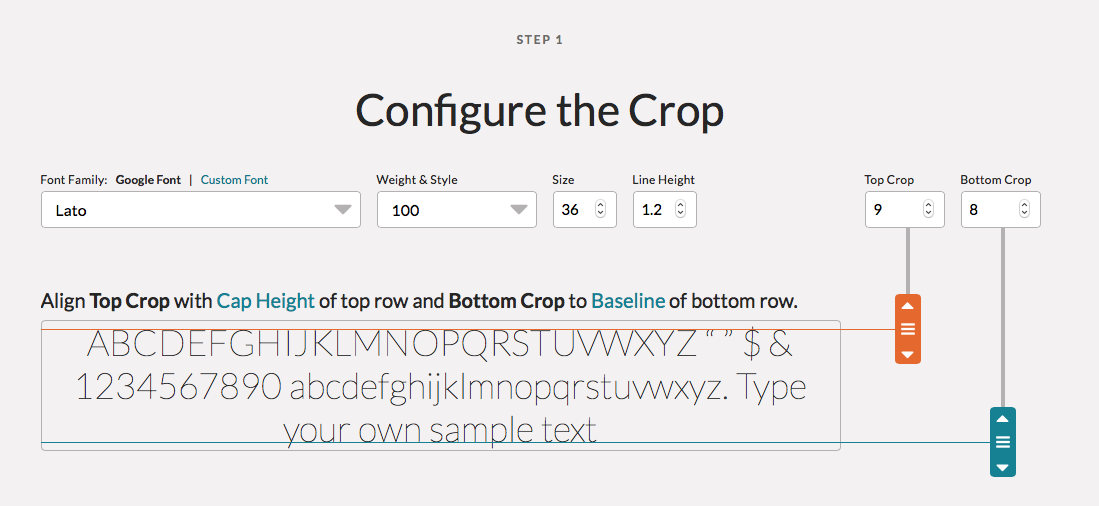 STEP 1
Configure the Crop
Font Family: Google Font | Custom Font Weight & Style Size Line Height Top Crop Bottom Crop
Lato 100 36 1.2 9 8
Align Top Crop with Cap Height of top row and Bottom Crop to Baseline of bottom row.
ABCDEFGHIJKLMNOPQRSTUVWXYZ “ ” $ &
1234567890 abcdefghijklmnopqrstuvwxyz. Type
your own sample text